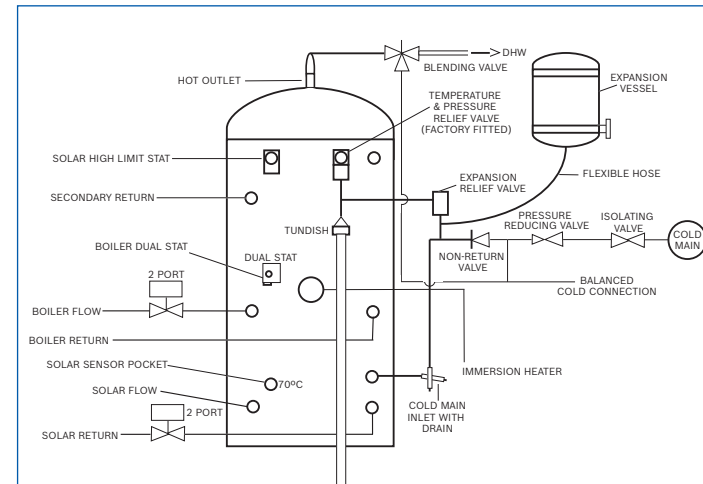 DHW
BLENDING VALVE
HOT OUTLET
TEMPERATURE
& PRESSURE
RELIEF VALVE
(FACTORY FITTED)
EXPANSION
VESSEL
SOLAR HIGH LIMIT STAT
EXPANSION
RELIEF VALVE
FLEXIBLE HOSE
SECONDARY RETURN
PRESSURE
REDUCING VALVE
ISOLATING
VALVE
TUNDISH
COLD
MAIN
BOILER DUAL STAT
DUAL STAT
NON-RETURN
VALVE
2 PORT
BALANCED
COLD CONNECTION
BOILER FLOW
BOILER RETURN
SOLAR SENSOR POCKET
IMMERSION HEATER
70ºC
SOLAR FLOW
2 PORT
COLD MAIN
INLET WITH
DRAIN
SOLAR RETURN